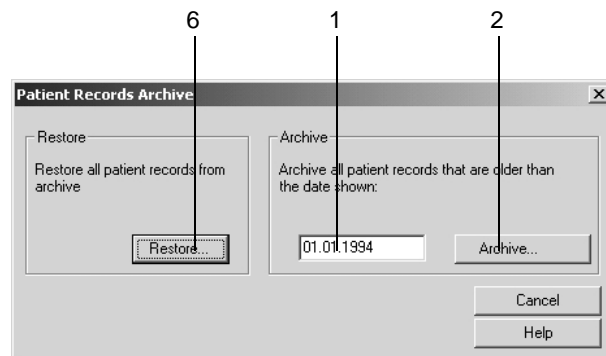 6 1 2
Patient Records Archive
Restore
Restore all patient records from
archive
Restore...
Archive
Archive all patient records that are older than
the date shown:
01.01.1994
Archive...
Cancel
Help